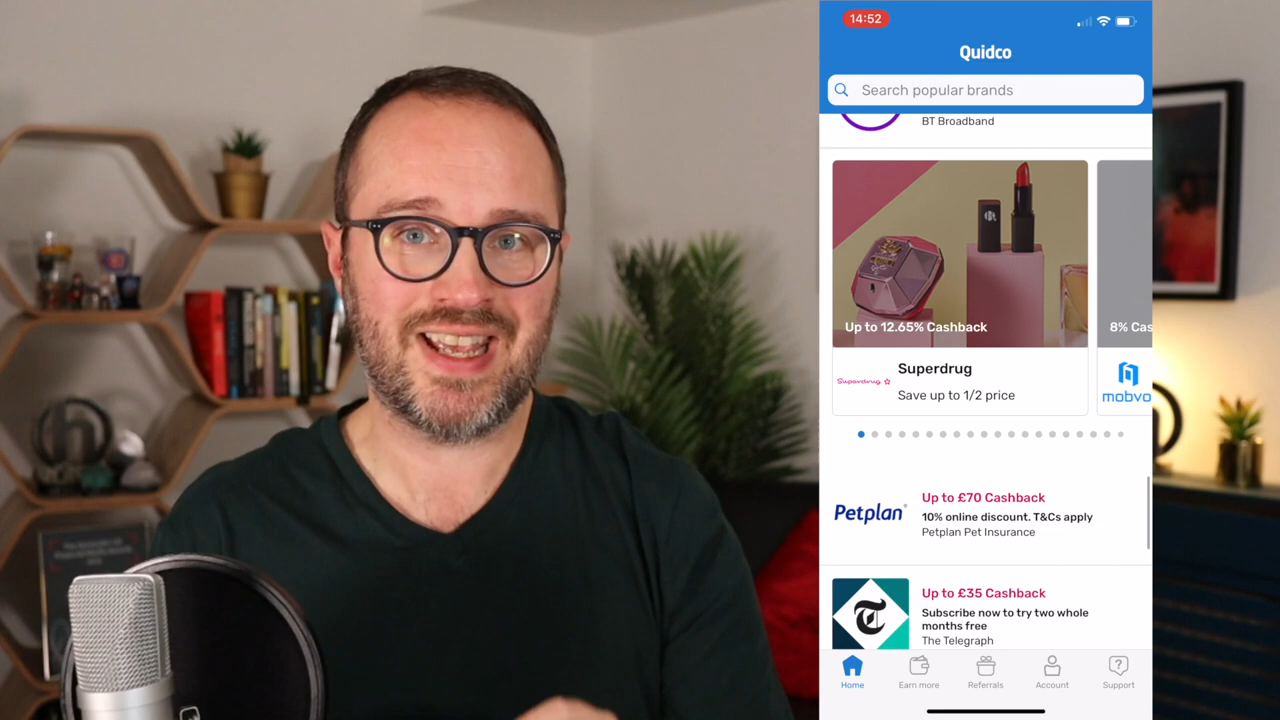 14:52
Quidco
Search popular brands
BT Broadband
Up to 12.65% Cashback
8% Cas
Superdrug
Superdrug
Save up to 1/2 price
mobvo
Petplan
Up to £70 Cashback
10% online discount. T&Cs apply
Petplan Pet Insurance
T
Up to £35 Cashback
Subscribe now to try two whole
months free
The Telegraph
Home
Earn more
Referrals
Account
Support
?